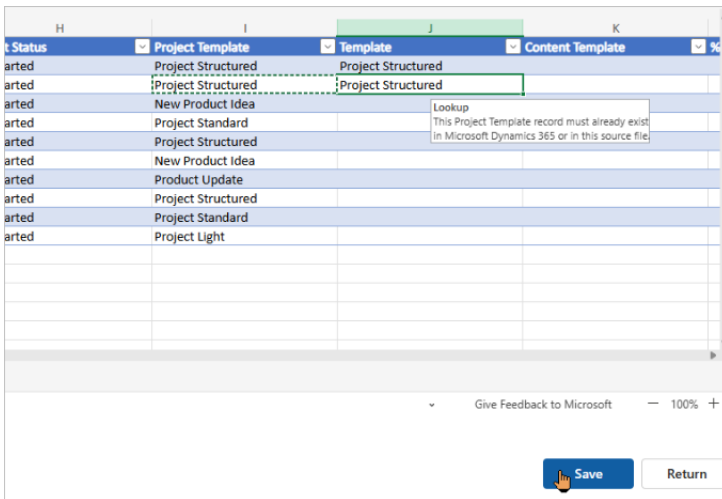 H I J K
t Status Project Template Template Content Template %
arted Project Structured Project Structured
arted Project Structured Project Structured
arted New Product Idea
arted Project Standard
arted Project Structured
arted New Product Idea
arted Product Update
arted Project Structured
arted Project Standard
arted Project Light
Lookup
This Project Template record must already exist
in Microsoft Dynamics 365 or in this source file.
Give Feedback to Microsoft — 100% +
Save Return